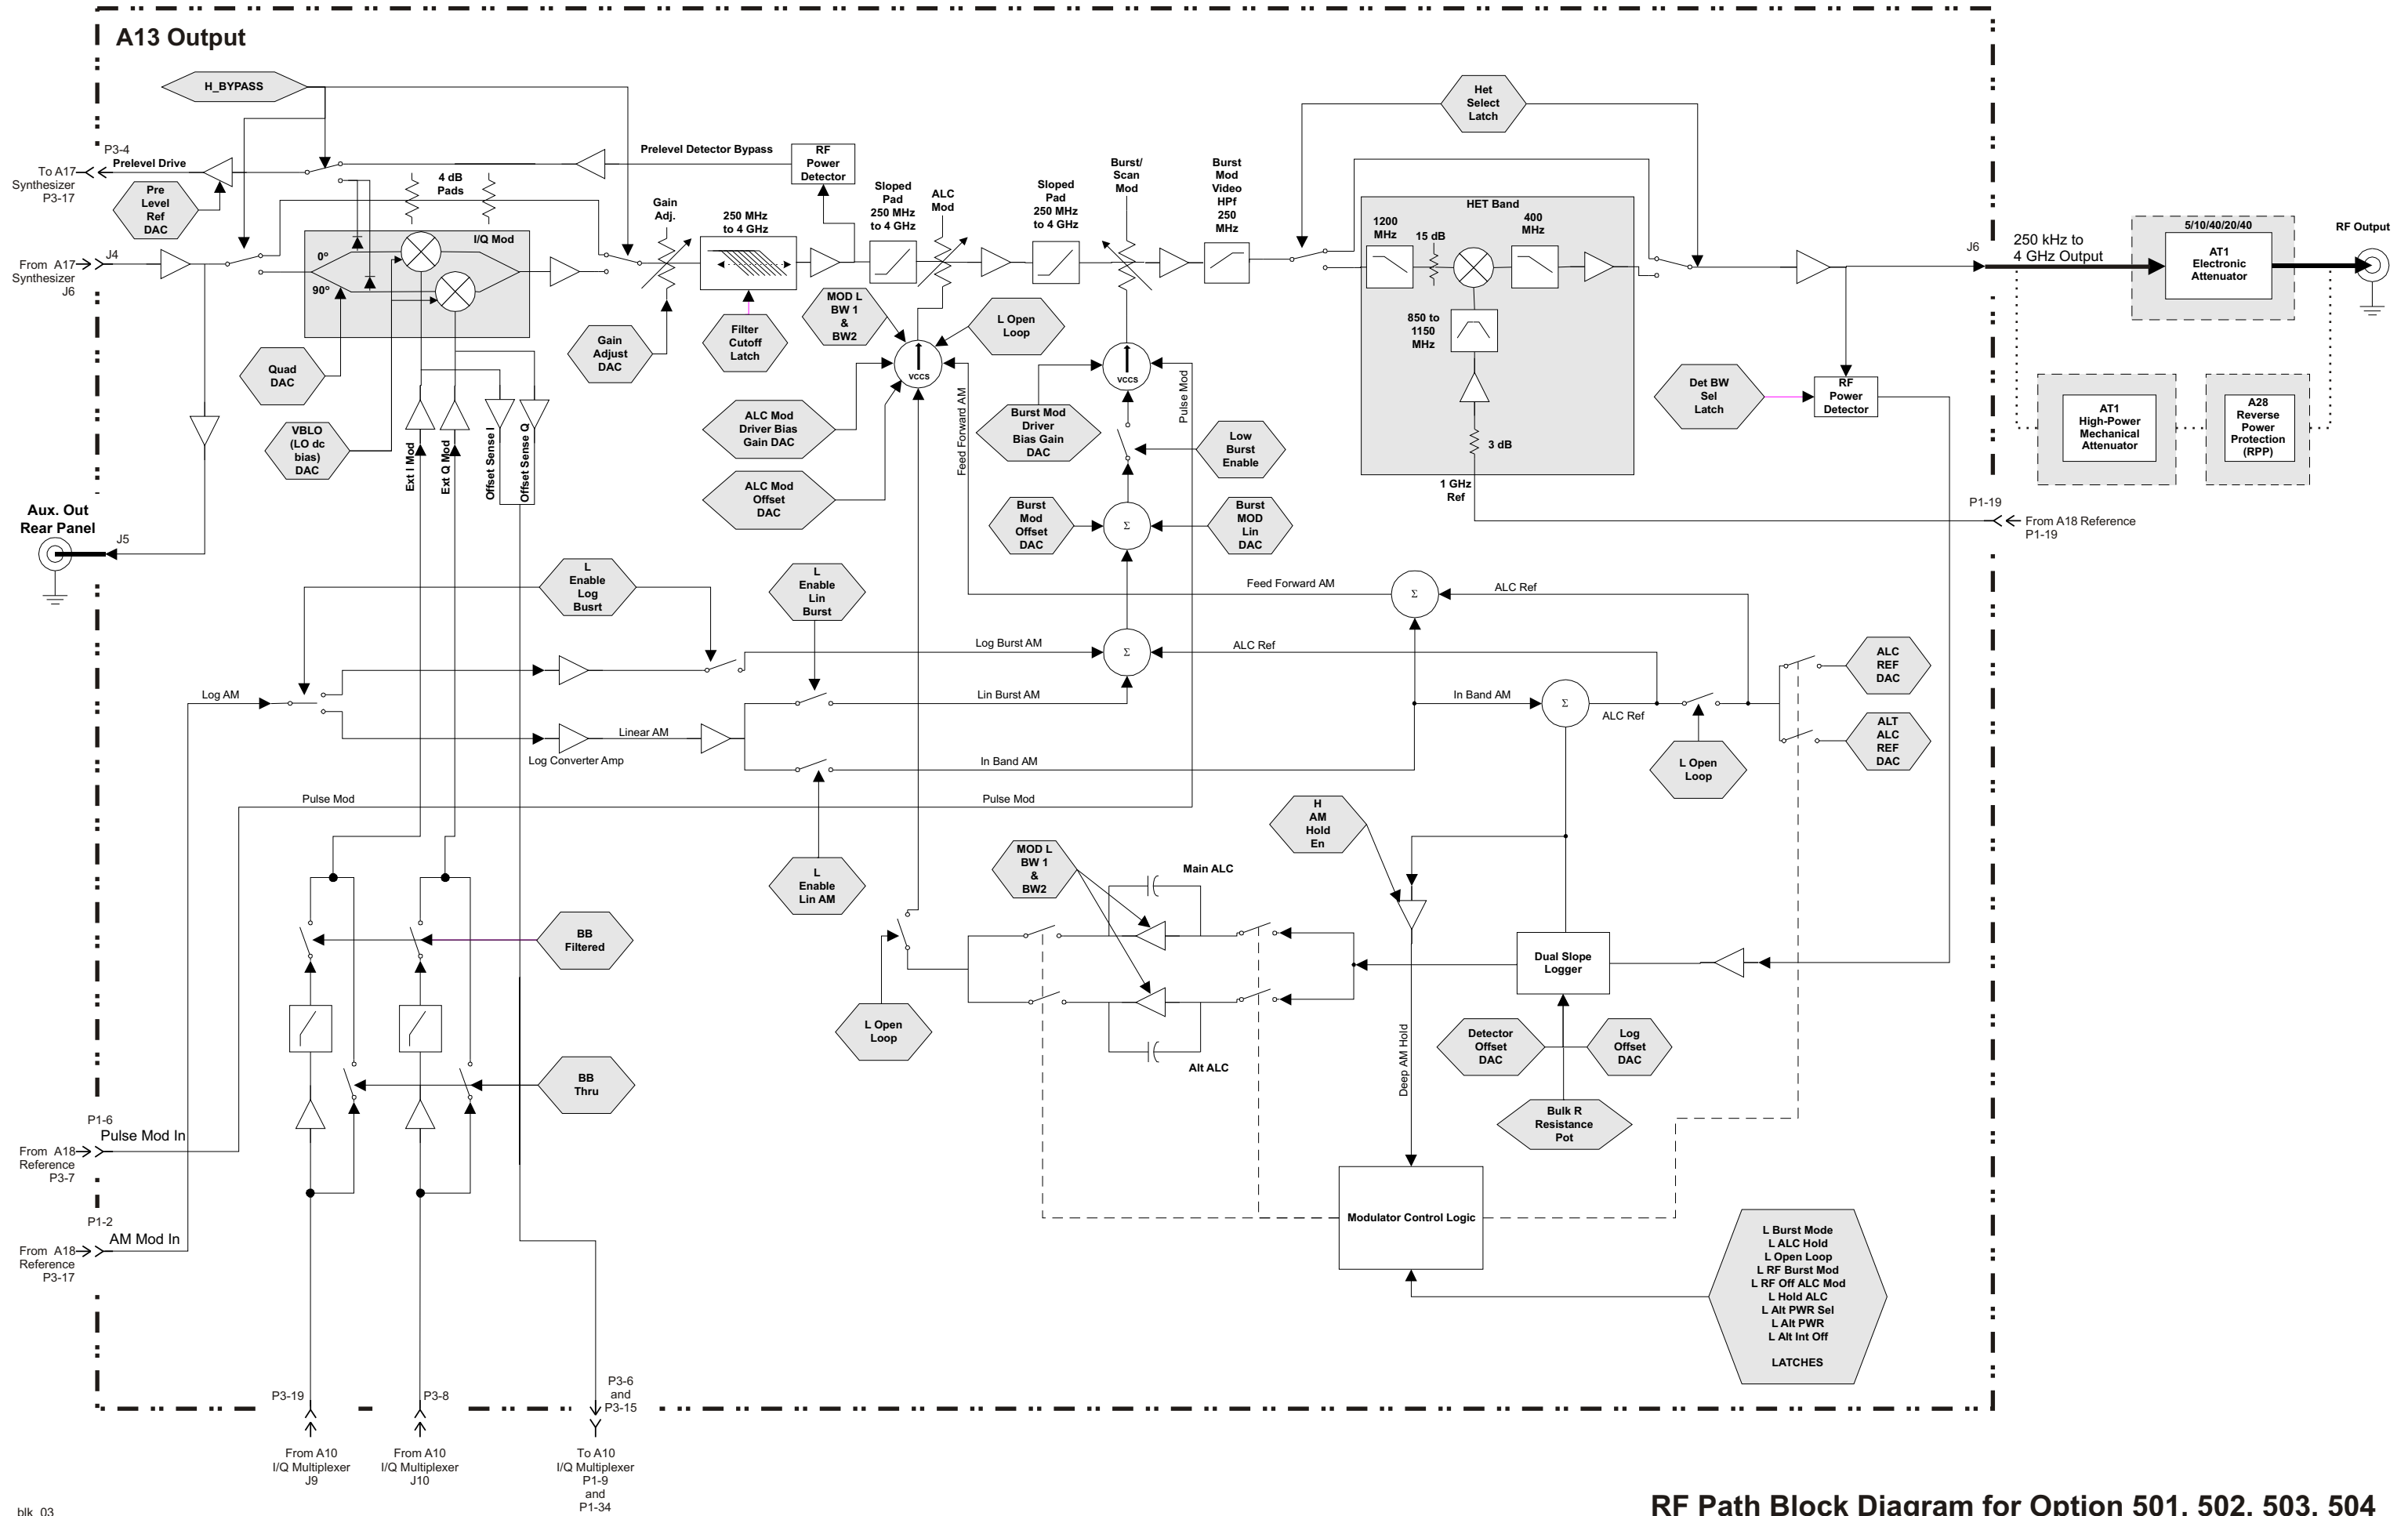 A13 Output
H_BYPASS
P3-4
Prelevel Drive
To A17
Synthesizer
P3-17
Pre
Level
Ref
DAC
4 dB
Pads
Prelevel Detector Bypass
RF
Power
Detector
Gain
Adj.
250 MHz
to 4 GHz
Sloped
Pad
250 MHz
to 4 GHz
ALC
Mod
Sloped
Pad
250 MHz
to 4 GHz
Burst/
Scan
Mod
Burst
Mod
Video
HPf
250
MHz
Het
Select
Latch
HET Band
1200
MHz
15 dB
400
MHz
850 to
1150
MHz
3 dB
1 GHz
Ref
J6
250 kHz to
4 GHz Output
5/10/40/20/40
AT1
Electronic
Attenuator
RF Output
AT1
High-Power
Mechanical
Attenuator
A28
Reverse
Power
Protection
(RPP)
From A17
Synthesizer
J6
J4
I/Q Mod
0º
90º
Quad
DAC
VBLO
(LO dc
bias)
DAC
Ext I Mod
Ext Q Mod
Offset Sense I
Offset Sense Q
Gain
Adjust
DAC
Filter
Cutoff
Latch
MOD L
BW 1
&
BW2
L Open
Loop
VCCS
VCCS
ALC Mod
Driver Bias
Gain DAC
ALC Mod
Offset
DAC
Feed Forward AM
Burst Mod
Driver
Bias Gain
DAC
Pulse Mod
Low
Burst
Enable
Burst
Mod
Offset
DAC
Σ
Burst
MOD
Lin
DAC
Det BW
Sel
Latch
RF
Power
Detector
P1-19
From A18 Reference
P1-19
Aux. Out
Rear Panel
J5
L
Enable
Log
Busrt
L
Enable
Lin
Burst
Feed Forward AM
Σ
ALC Ref
Log Burst AM
Σ
ALC Ref
Log AM
Lin Burst AM
In Band AM
Σ
ALC Ref
ALC
REF
DAC
ALT
ALC
REF
DAC
L Open
Loop
Linear AM
Log Converter Amp
In Band AM
Pulse Mod
Pulse Mod
L
Enable
Lin AM
H
AM
Hold
En
MOD L
BW 1
&
BW2
Main ALC
Alt ALC
BB
Filtered
BB
Thru
L Open
Loop
Dual Slope
Logger
Detector
Offset
DAC
Log
Offset
DAC
Bulk R
Resistance
Pot
Deep AM Hold
Modulator Control Logic
L Burst Mode
L ALC Hold
L Open Loop
L RF Burst Mod
L RF Off ALC Mod
L Hold ALC
L Alt PWR Sel
L Alt PWR
L Alt Int Off
LATCHES
P1-6
Pulse Mod In
From A18
Reference
P3-7
P1-2
AM Mod In
From A18
Reference
P3-17
P3-19
P3-8
P3-6
and
P3-15
From A10
I/Q Multiplexer
J9
From A10
I/Q Multiplexer
J10
To A10
I/Q Multiplexer
P1-9
and
P1-34
blk_03
RF Path Block Diagram for Option 501, 502, 503, 504